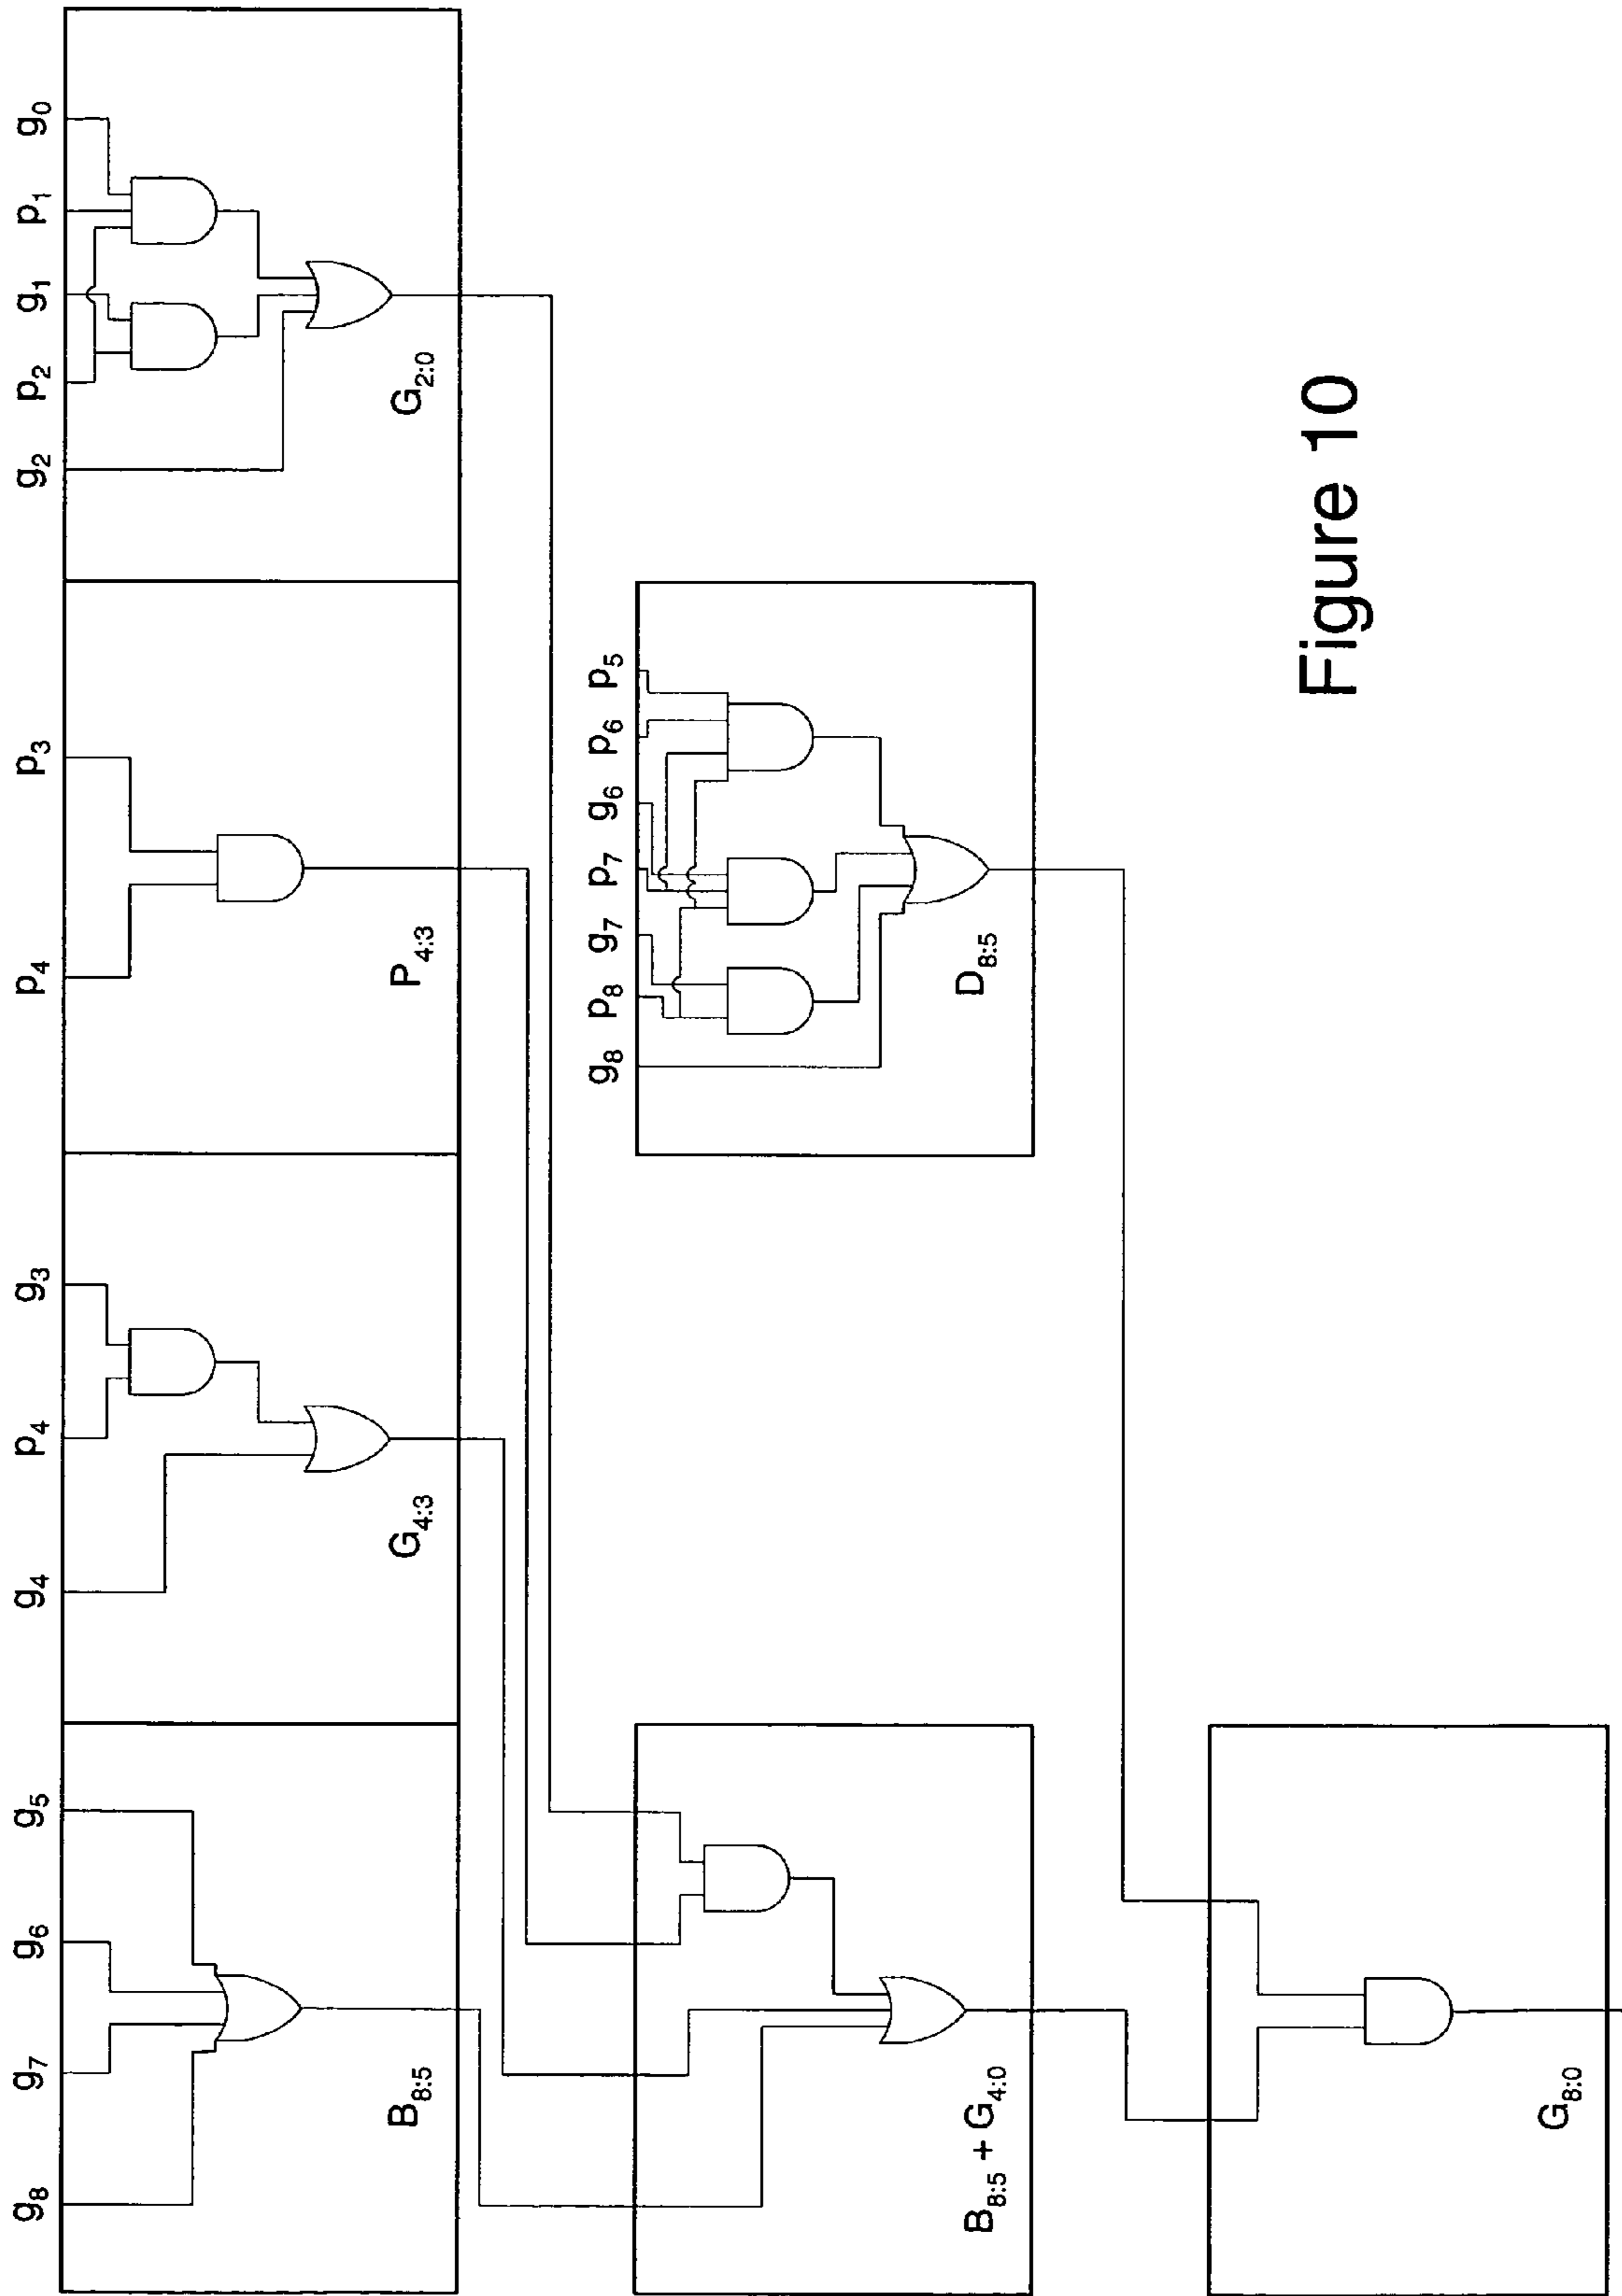 g₈ g₇ g₆ g₅ g₄ p₄ g₃ p₄ p₃ g₂ p₂ g₁ p₁ g₀
B₈:₅ G₄:₃ P₄:₃ G₂:₀
g₈ p₈ g₇ p₇ g₆ p₆ p₅
B₈:₅ + G₄:₀ D₈:₅
G₈:₀
Figure 10